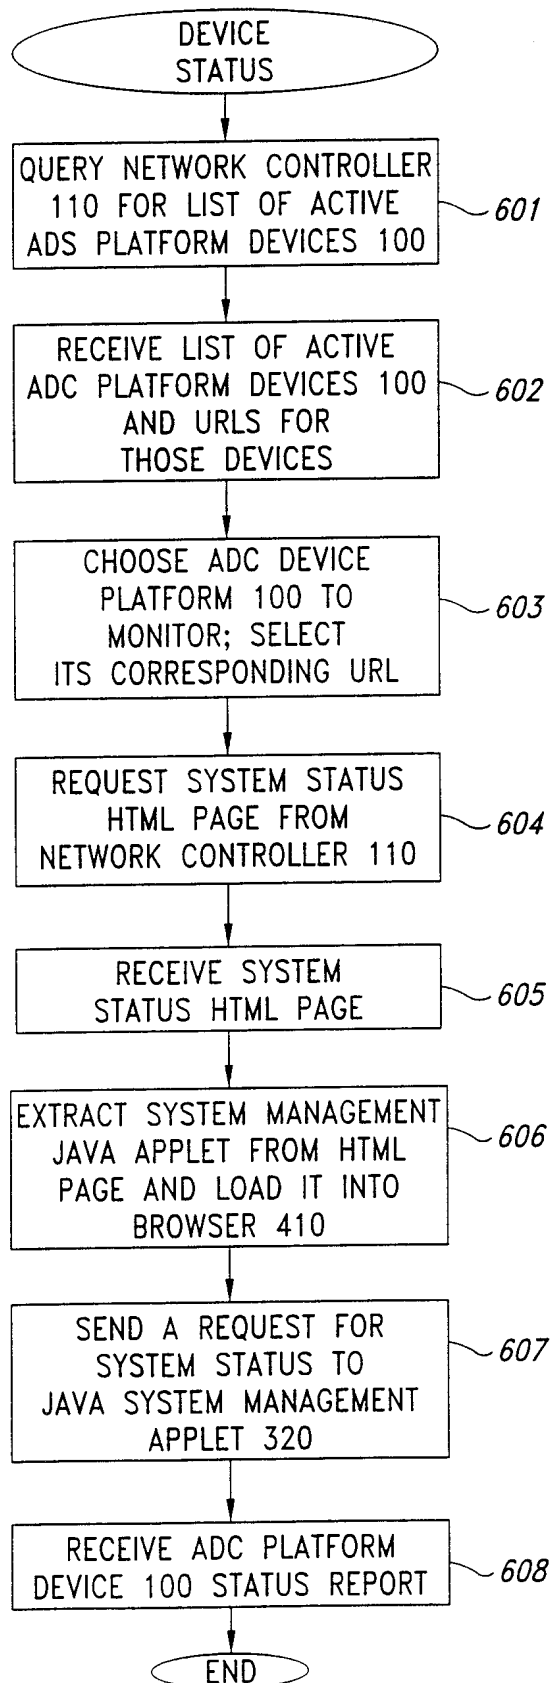 DEVICE
STATUS
QUERY NETWORK CONTROLLER
110 FOR LIST OF ACTIVE
ADS PLATFORM DEVICES 100
601
RECEIVE LIST OF ACTIVE
ADC PLATFORM DEVICES 100
AND URLS FOR
THOSE DEVICES
602
CHOOSE ADC DEVICE
PLATFORM 100 TO
MONITOR; SELECT
ITS CORRESPONDING URL
603
REQUEST SYSTEM STATUS
HTML PAGE FROM
NETWORK CONTROLLER 110
604
RECEIVE SYSTEM
STATUS HTML PAGE
605
EXTRACT SYSTEM MANAGEMENT
JAVA APPLET FROM HTML
PAGE AND LOAD IT INTO
BROWSER 410
606
SEND A REQUEST FOR
SYSTEM STATUS TO
JAVA SYSTEM MANAGEMENT
APPLET 320
607
RECEIVE ADC PLATFORM
DEVICE 100 STATUS REPORT
608
END